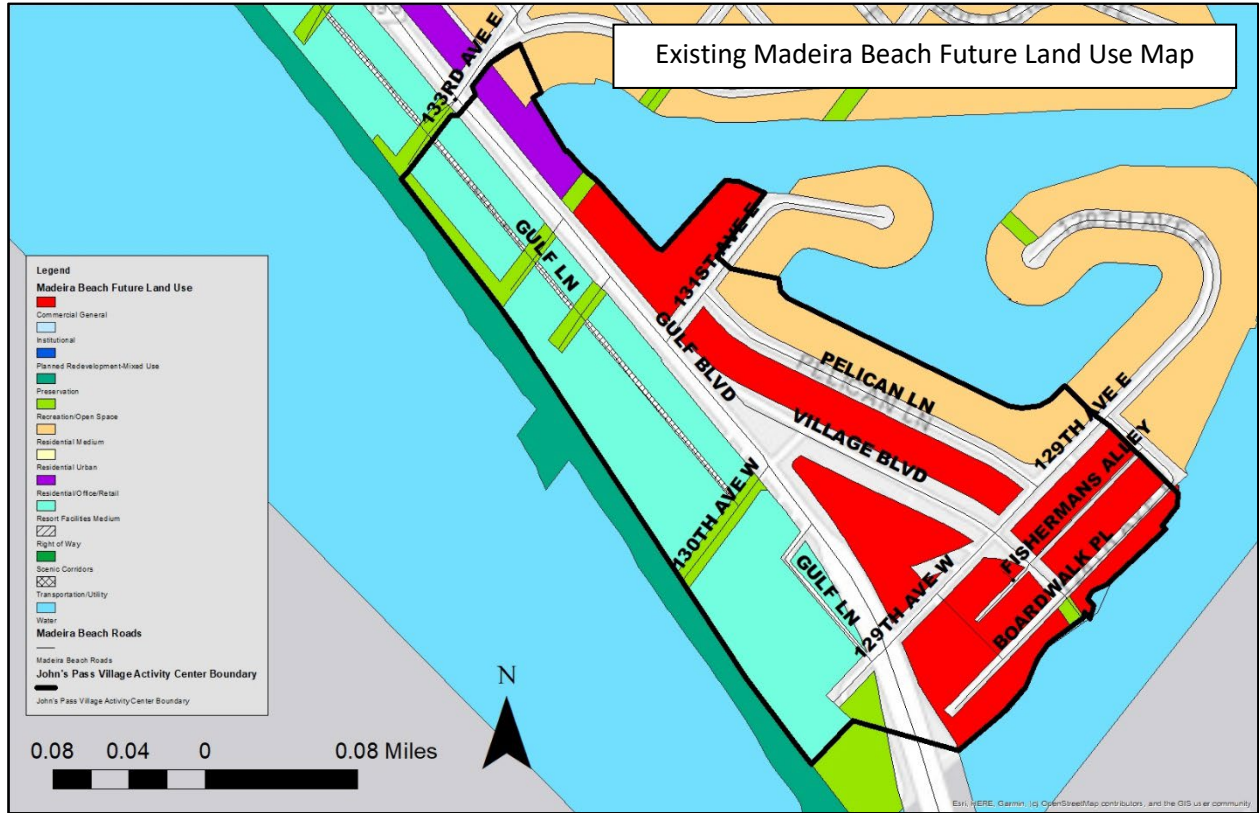 Existing Madeira Beach Future Land Use Map
133RD AVE E
GULF LN
131ST AVE E
GULF BLVD
PELICAN LN
PELICAN LN
VILLAGE BLVD
129TH AVE E
128TH AVE E
FISHERMANS ALLEY
130TH AVE W
GULF LN
129TH AVE W
BOARDWALK PL
Legend
Madeira Beach Future Land Use
Commercial General
Institutional
Planned Redevelopment-Mixed Use
Preservation
Recreation/Open Space
Residential Medium
Residential Urban
Residential/Office/Retail
Resort Facilities Medium
Right of Way
Scenic Corridors
Transportation/Utility
Water
Madeira Beach Roads
Madeira Beach Roads
John's Pass Village Activity Center Boundary
John's Pass Village Activity Center Boundary
N
0.08 0.04 0 0.08 Miles
Esri, HERE, Garmin, (c) OpenStreetMap contributors, and the GIS user community